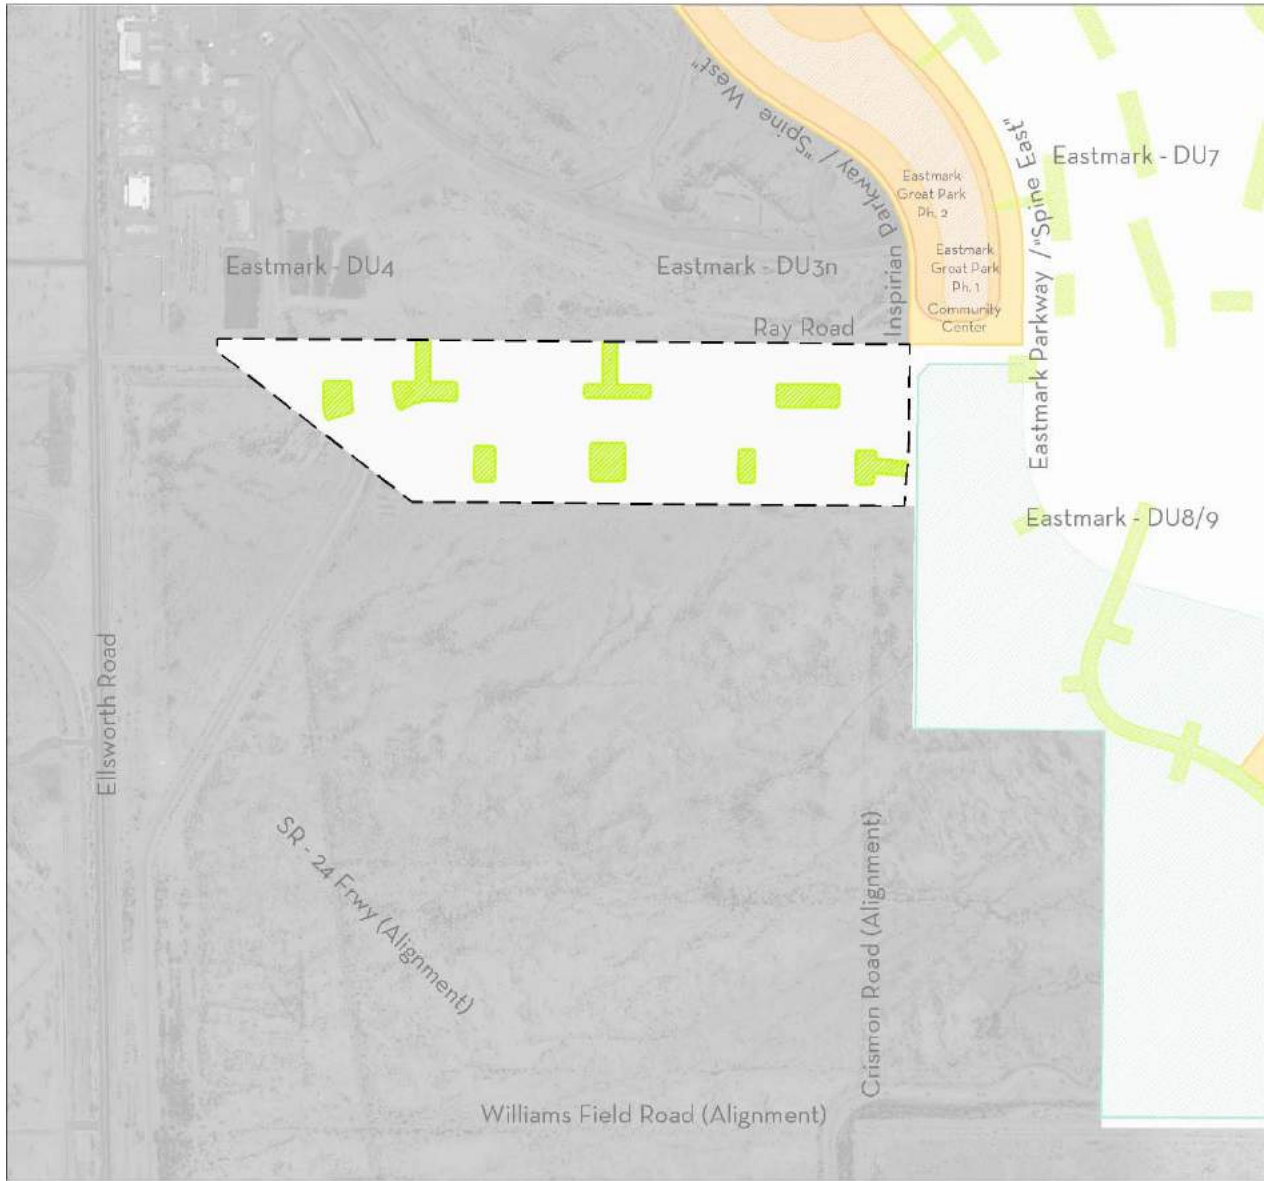 Inspirian Parkway / "Spine West"
Eastmark Parkway / "Spine East"
Eastmark - DU7
Eastmark
Great Park
Ph. 2
Eastmark
Great Park
Ph. 1
Community
Center
Eastmark - DU4
Eastmark - DU3n
Ray Road
Eastmark - DU8/9
Ellsworth Road
SR - 24 Frwy (Alignment)
Crismon Road (Alignment)
Williams Field Road (Alignment)